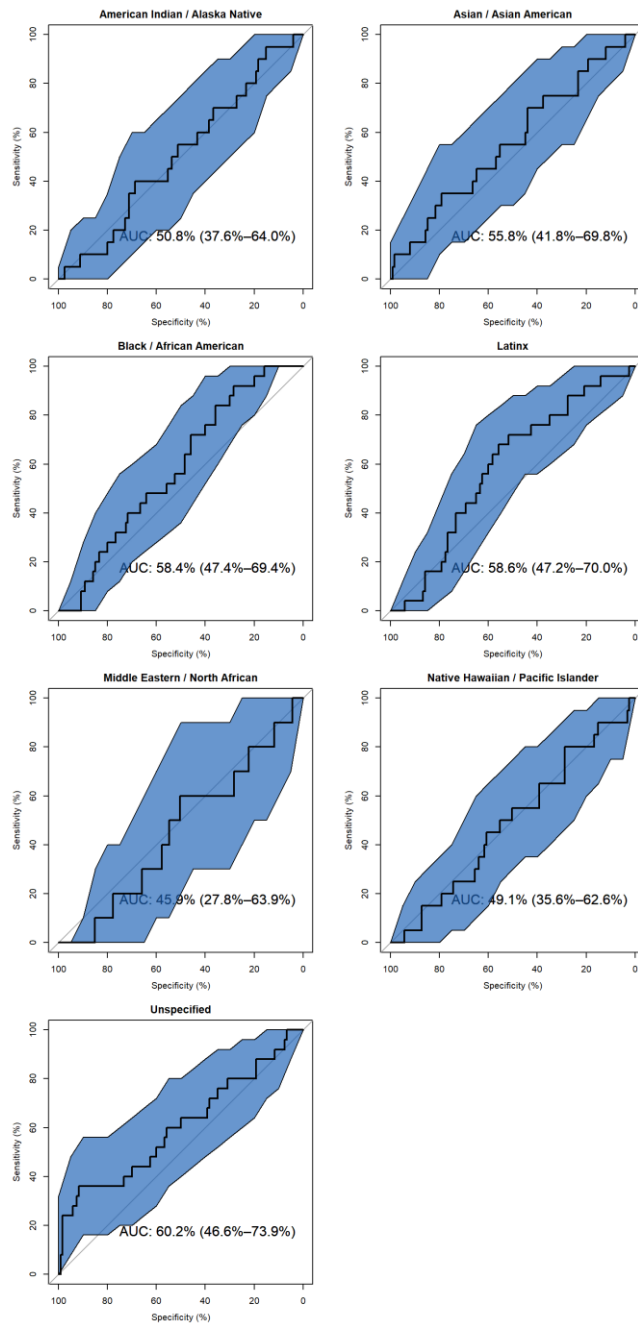 American Indian / Alaska Native
Sensitivity (%)
100
80
60
40
20
0
AUC: 50.8% (37.6%–64.0%)
100 80 60 40 20 0
Specificity (%)
Asian / Asian American
Sensitivity (%)
100
80
60
40
20
0
AUC: 55.8% (41.8%–69.8%)
100 80 60 40 20 0
Specificity (%)
Black / African American
Sensitivity (%)
100
80
60
40
20
0
AUC: 58.4% (47.4%–69.4%)
100 80 60 40 20 0
Specificity (%)
Latinx
Sensitivity (%)
100
80
60
40
20
0
AUC: 58.6% (47.2%–70.0%)
100 80 60 40 20 0
Specificity (%)
Middle Eastern / North African
Sensitivity (%)
100
80
60
40
20
0
AUC: 45.9% (27.8%–63.9%)
100 80 60 40 20 0
Specificity (%)
Native Hawaiian / Pacific Islander
Sensitivity (%)
100
80
60
40
20
0
AUC: 49.1% (35.6%–62.6%)
100 80 60 40 20 0
Specificity (%)
Unspecified
Sensitivity (%)
100
80
60
40
20
0
AUC: 60.2% (46.6%–73.9%)
100 80 60 40 20 0
Specificity (%)